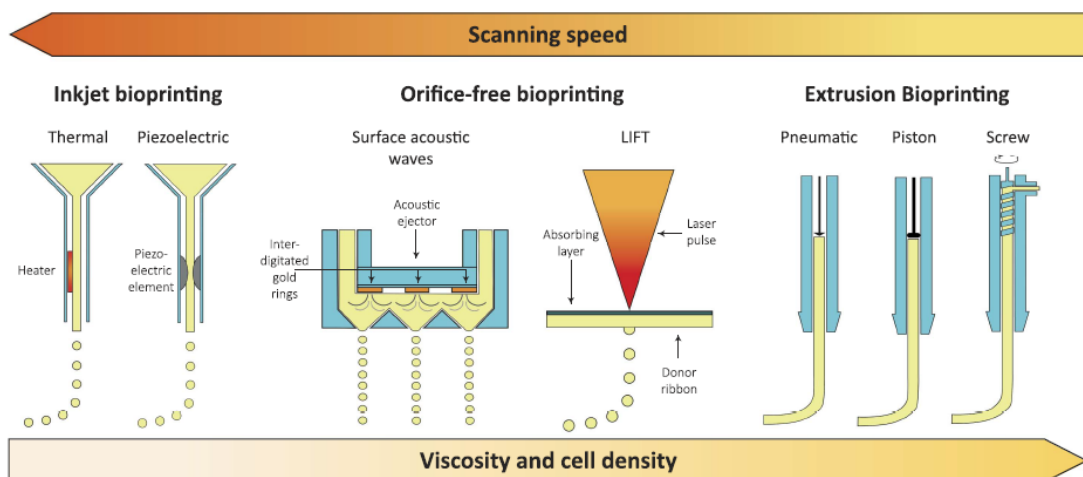 Scanning speed
Inkjet bioprinting
Orifice-free bioprinting
Extrusion Bioprinting
Thermal
Piezoelectric
Surface acoustic
waves
LIFT
Pneumatic
Piston
Screw
Acoustic
ejector
Heater
Piezo-
electric
element
Inter-
digitated
gold
rings
Absorbing
layer
Laser
pulse
Donor
ribbon
Viscosity and cell density